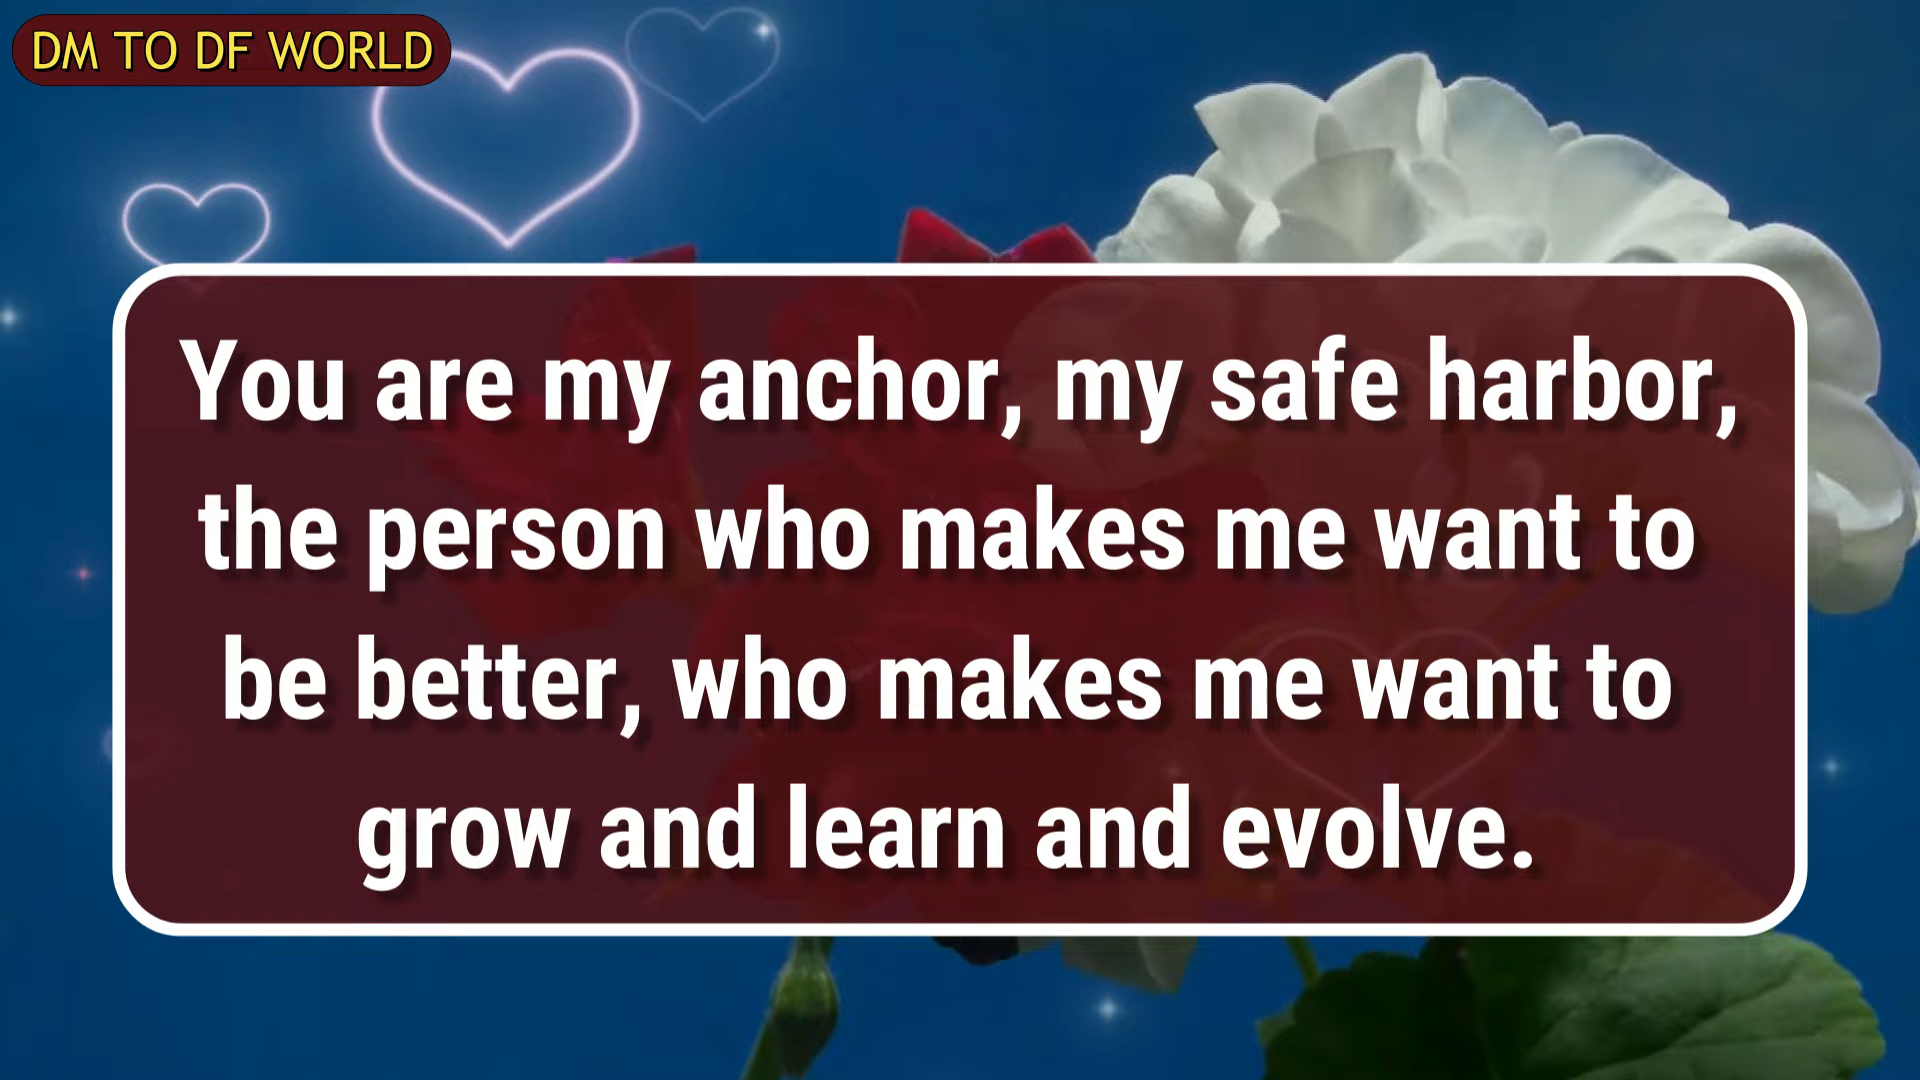 DM TO DF WORLD
You are my anchor, my safe harbor,
the person who makes me want to
be better, who makes me want to
grow and learn and evolve.